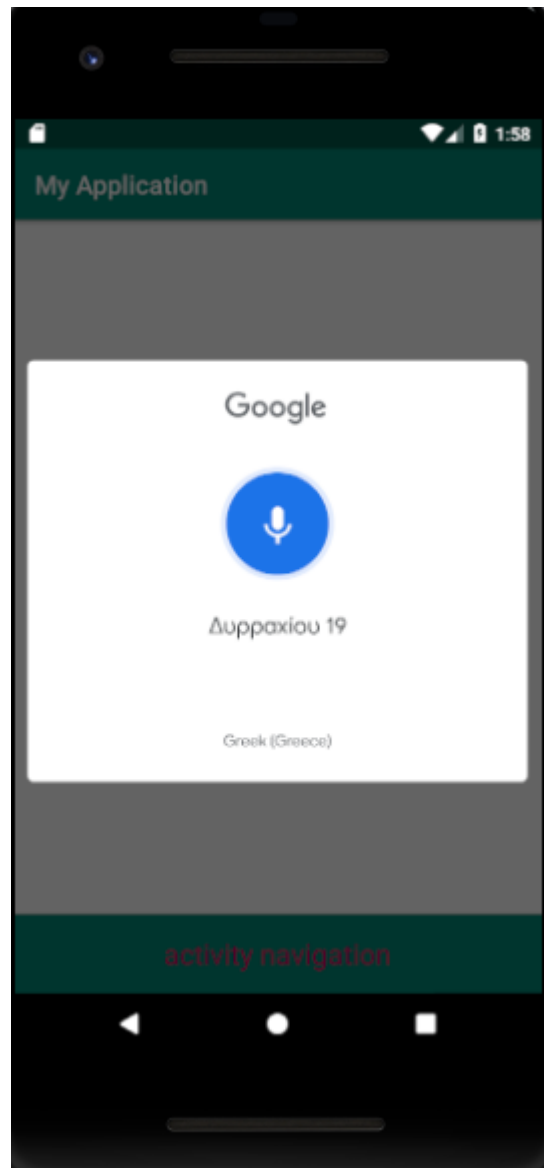 1:58
My Application
Google
Δυρραχίου 19
Greek (Greece)
activity navigation